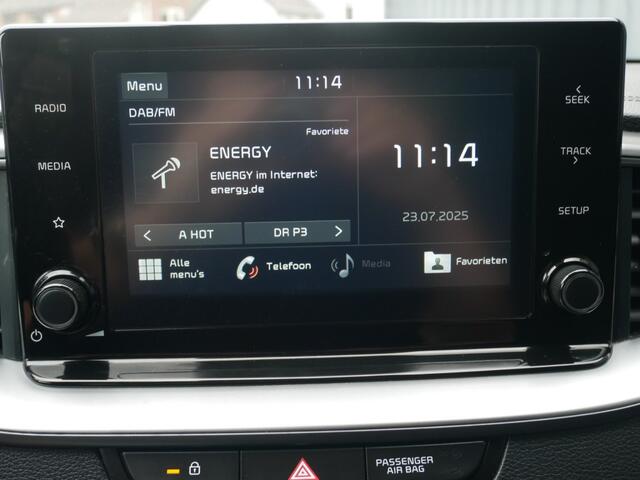 RADIO
MEDIA
Menu
11:14
DAB/FM
Favoriete
ENERGY
ENERGY im Internet:
energy.de
< A HOT
DR P3 >
11:14
23.07.2025
Alle
menu's
Telefoon
Media
Favorieten
SEEK
TRACK
SETUP
PASSENGER
AIR BAG